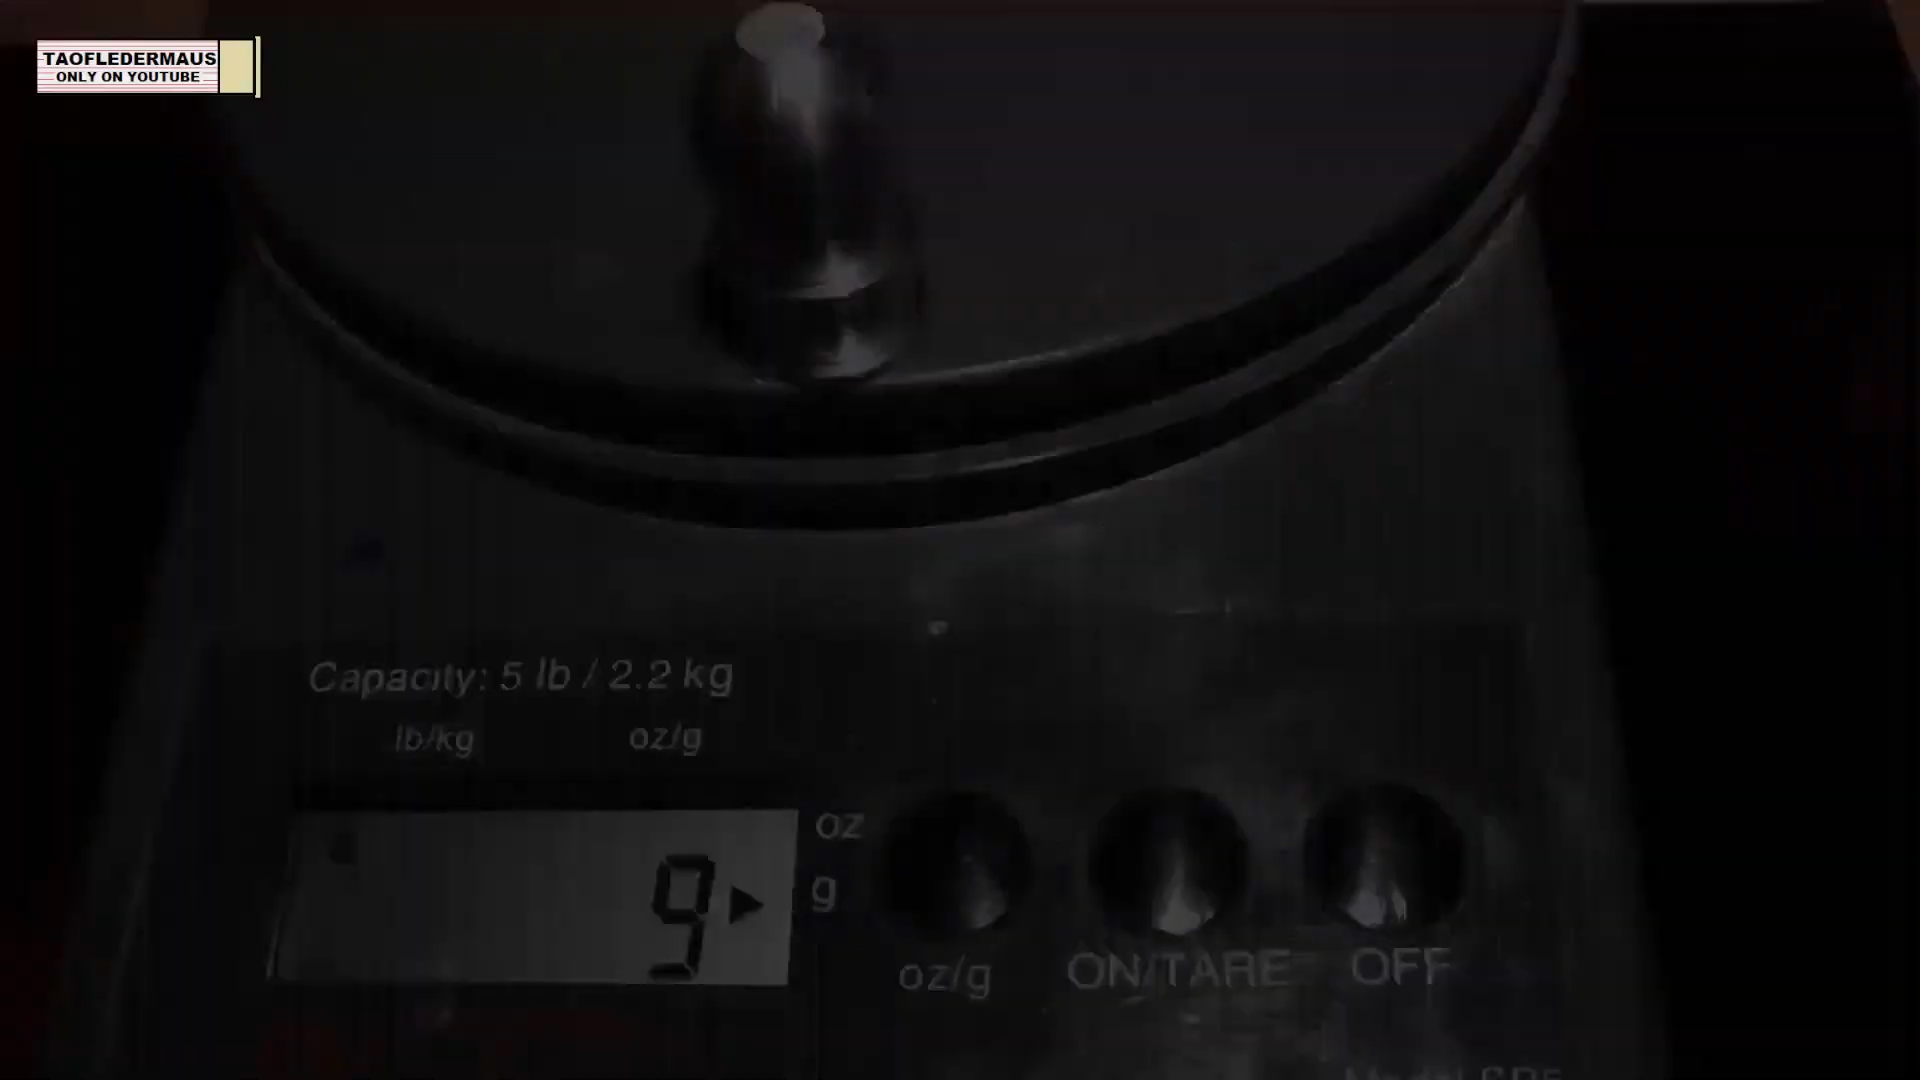 TAOFLEDERMAUS
ONLY ON YOUTUBE
Capacity: 5 lb / 2.2 kg
lb/kg oz/g
oz
9 g
oz/g ON/TARE OFF